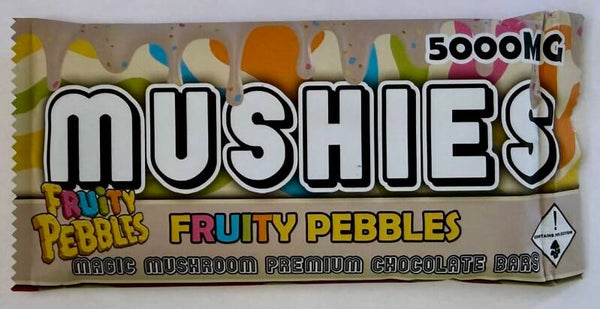 5000MG
MUSHIES
FRUITY
PEBBLES
FRUITY PEBBLES
MAGIC MUSHROOM PREMIUM CHOCOLATE BARS
!